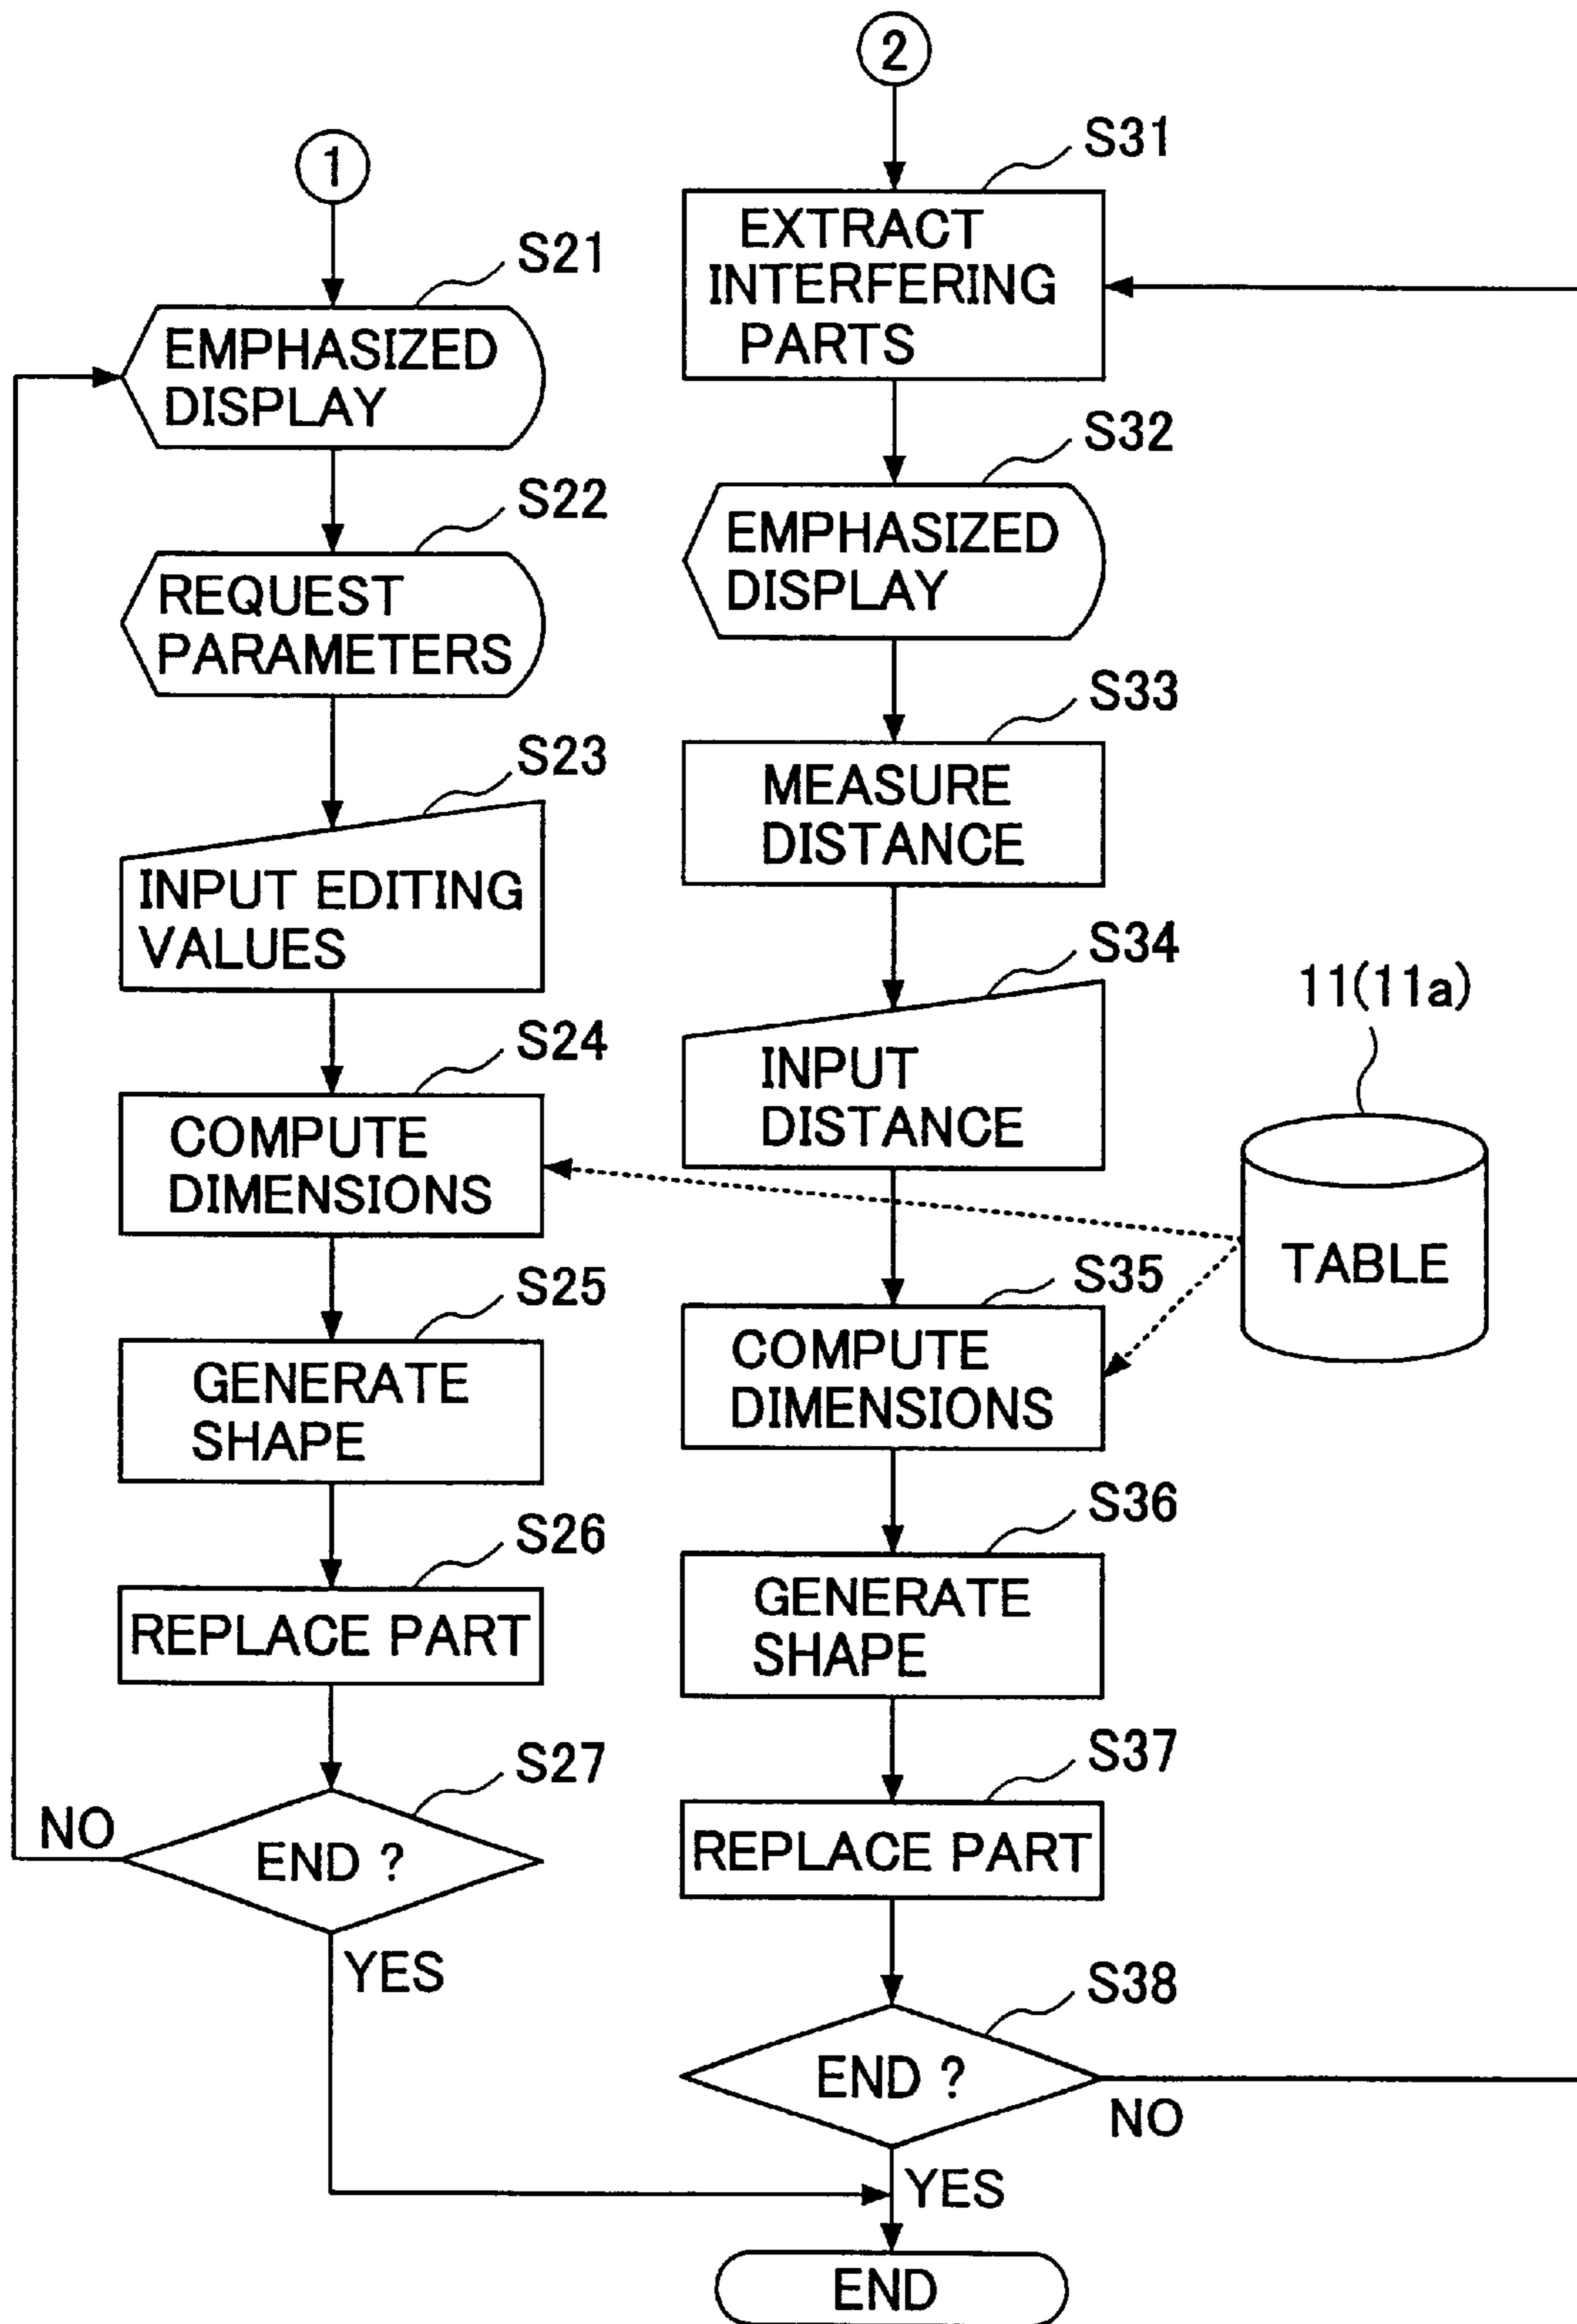 1
S21
EMPHASIZED
DISPLAY
S22
REQUEST
PARAMETERS
S23
INPUT EDITING
VALUES
S24
COMPUTE
DIMENSIONS
S25
GENERATE
SHAPE
S26
REPLACE PART
S27
END ?
NO
YES
2
S31
EXTRACT
INTERFERING
PARTS
S32
EMPHASIZED
DISPLAY
S33
MEASURE
DISTANCE
S34
INPUT
DISTANCE
S35
COMPUTE
DIMENSIONS
S36
GENERATE
SHAPE
S37
REPLACE PART
S38
END ?
NO
YES
END
11(11a)
TABLE